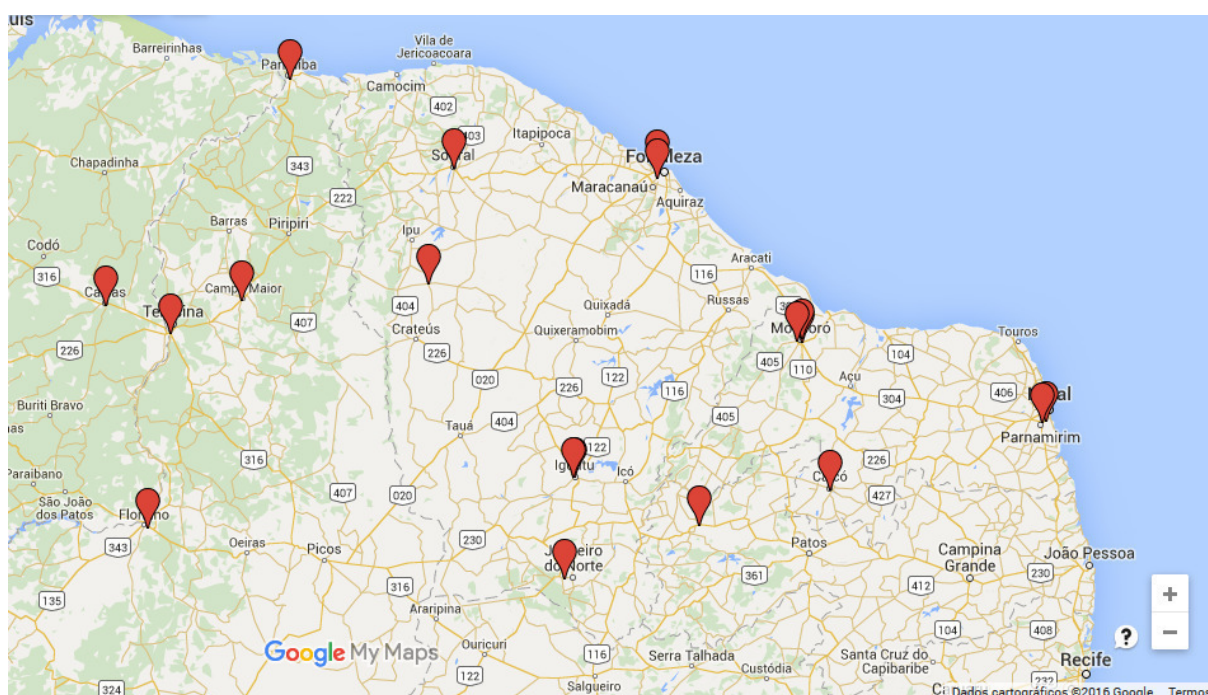 uis
Barreirinhas
Parnaíba
Vila de
Jericoacoara
Camocim
402
403
Itapipoca
Sobral
Fortaleza
Maracanaú
Aquiraz
Chapadinha
343
222
Barras
Piripiri
Ipu
Codó
316
Caxias
Campo Maior
Teresina
407
404
Crateús
226
Quixadá
Quixeramobim
116
Russas
Aracati
Mossoró
405
110
Touros
104
226
020
122
226
116
Açu
304
406
Natal
Parnamirim
Buriti Bravo
nas
Tauá
404
405
Paraibano
São João
dos Patos
316
407
020
122
Iguatu
Icó
Caicó
226
427
Floriano
343
Oeiras
Picos
230
Juazeiro
do Norte
Patos
361
Campina
Grande
João Pessoa
230
412
135
316
Araripina
Google My Maps
Ouricuri
122
116
Salgueiro
Serra Talhada
Custódia
Santa Cruz do
Capibaribe
104
408
Recife
232
324
+
−
?
Dados cartográficos ©2016 Google
Termos